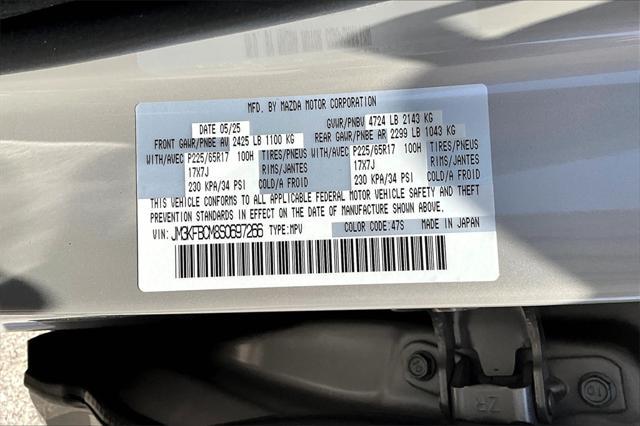 MFD. BY MAZDA MOTOR CORPORATION
DATE 05/25 GVWR/PNBV 4724 LB 2143 KG
FRONT GAWR/PNBE AV 2425 LB 1100 KG REAR GAWR/PNBE AR 2299 LB 1043 KG
WITH/AVEC P225/65R17 100H TIRES/PNEUS WITH/AVEC P225/65R17 100H TIRES/PNEUS
17X7J RIMS/JANTES 17X7J RIMS/JANTES
230 KPA/34 PSI COLD/A FROID 230 KPA/34 PSI COLD/A FROID
THIS VEHICLE CONFORMS TO ALL APPLICABLE FEDERAL MOTOR VEHICLE SAFETY AND THEFT
PREVENTION STANDARDS IN EFFECT ON THE DATE OF MANUFACTURE SHOWN ABOVE.
VIN: JM3KFBCM8S0697266 TYPE:MPV COLOR CODE:47S MADE IN JAPAN
ZR
10